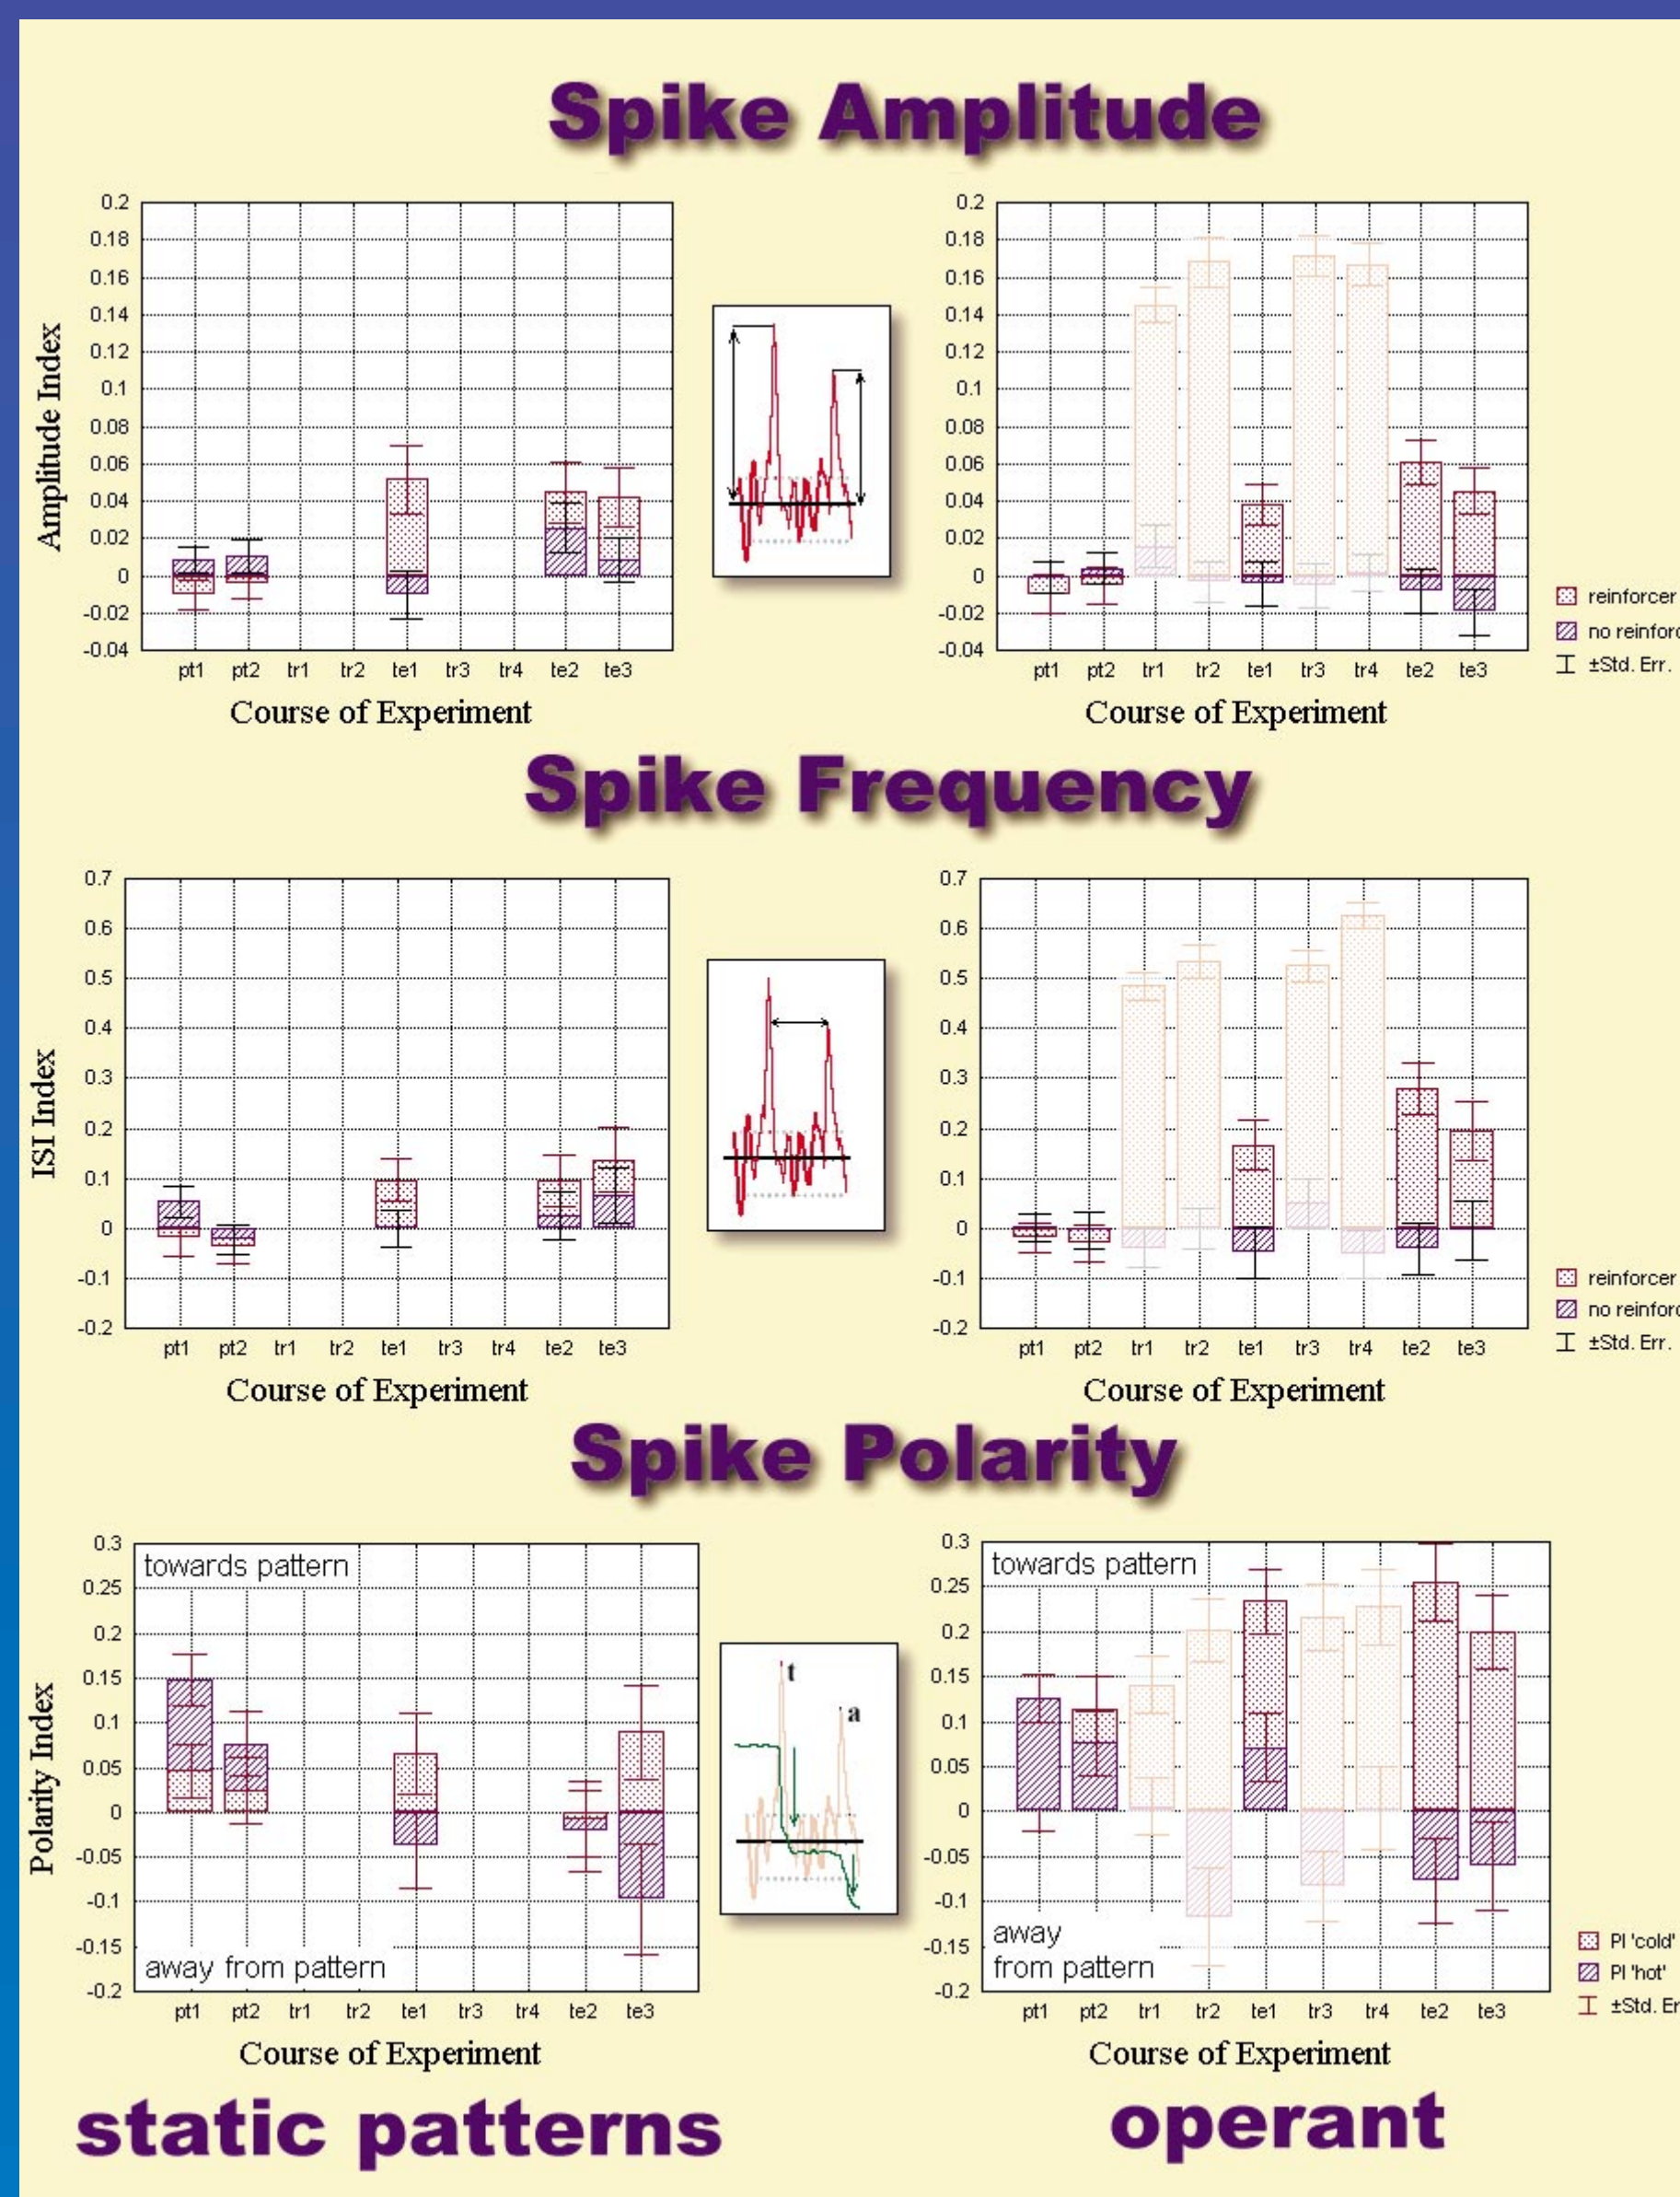 Spike Amplitude
Amplitude Index
0.2
0.18
0.16
0.14
0.12
0.1
0.08
0.06
0.04
0.02
0
-0.02
-0.04
pt1 pt2 tr1 tr2 te1 tr3 tr4 te2 te3
Course of Experiment
0.2
0.18
0.16
0.14
0.12
0.1
0.08
0.06
0.04
0.02
0
-0.02
-0.04
pt1 pt2 tr1 tr2 te1 tr3 tr4 te2 te3
Course of Experiment
reinforcer
no reinforc
±Std. Err.
Spike Frequency
ISI Index
0.7
0.6
0.5
0.4
0.3
0.2
0.1
0
-0.1
-0.2
pt1 pt2 tr1 tr2 te1 tr3 tr4 te2 te3
Course of Experiment
0.7
0.6
0.5
0.4
0.3
0.2
0.1
0
-0.1
-0.2
pt1 pt2 tr1 tr2 te1 tr3 tr4 te2 te3
Course of Experiment
reinforcer
no reinforc
±Std. Err.
Spike Polarity
Polarity Index
0.3
0.25
0.2
0.15
0.1
0.05
0
-0.05
-0.1
-0.15
-0.2
towards pattern
away from pattern
pt1 pt2 tr1 tr2 te1 tr3 tr4 te2 te3
Course of Experiment
t
a
0.3
0.25
0.2
0.15
0.1
0.05
0
-0.05
-0.1
-0.15
-0.2
towards pattern
away
from pattern
pt1 pt2 tr1 tr2 te1 tr3 tr4 te2 te3
Course of Experiment
PI 'cold'
PI 'hot'
±Std. Er
static patterns
operant